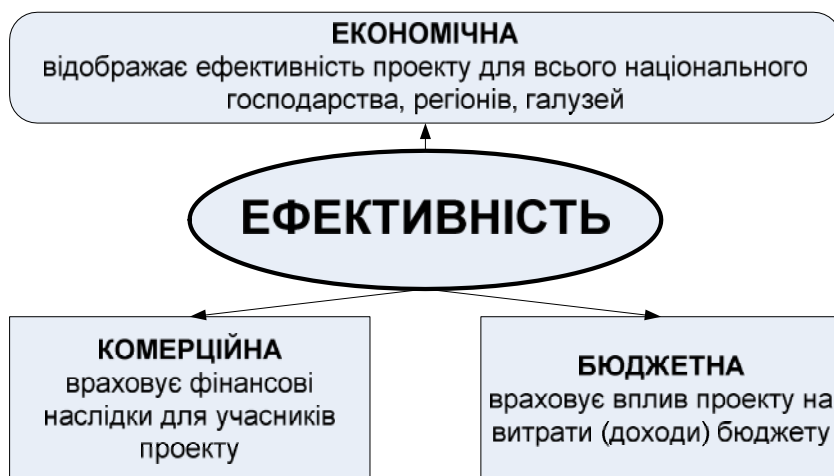 ЕКОНОМІЧНА
відображає ефективність проекту для всього національного
господарства, регіонів, галузей
ЕФЕКТИВНІСТЬ
КОМЕРЦІЙНА
враховує фінансові
наслідки для учасників
проекту
БЮДЖЕТНА
враховує вплив проекту на
витрати (доходи) бюджету